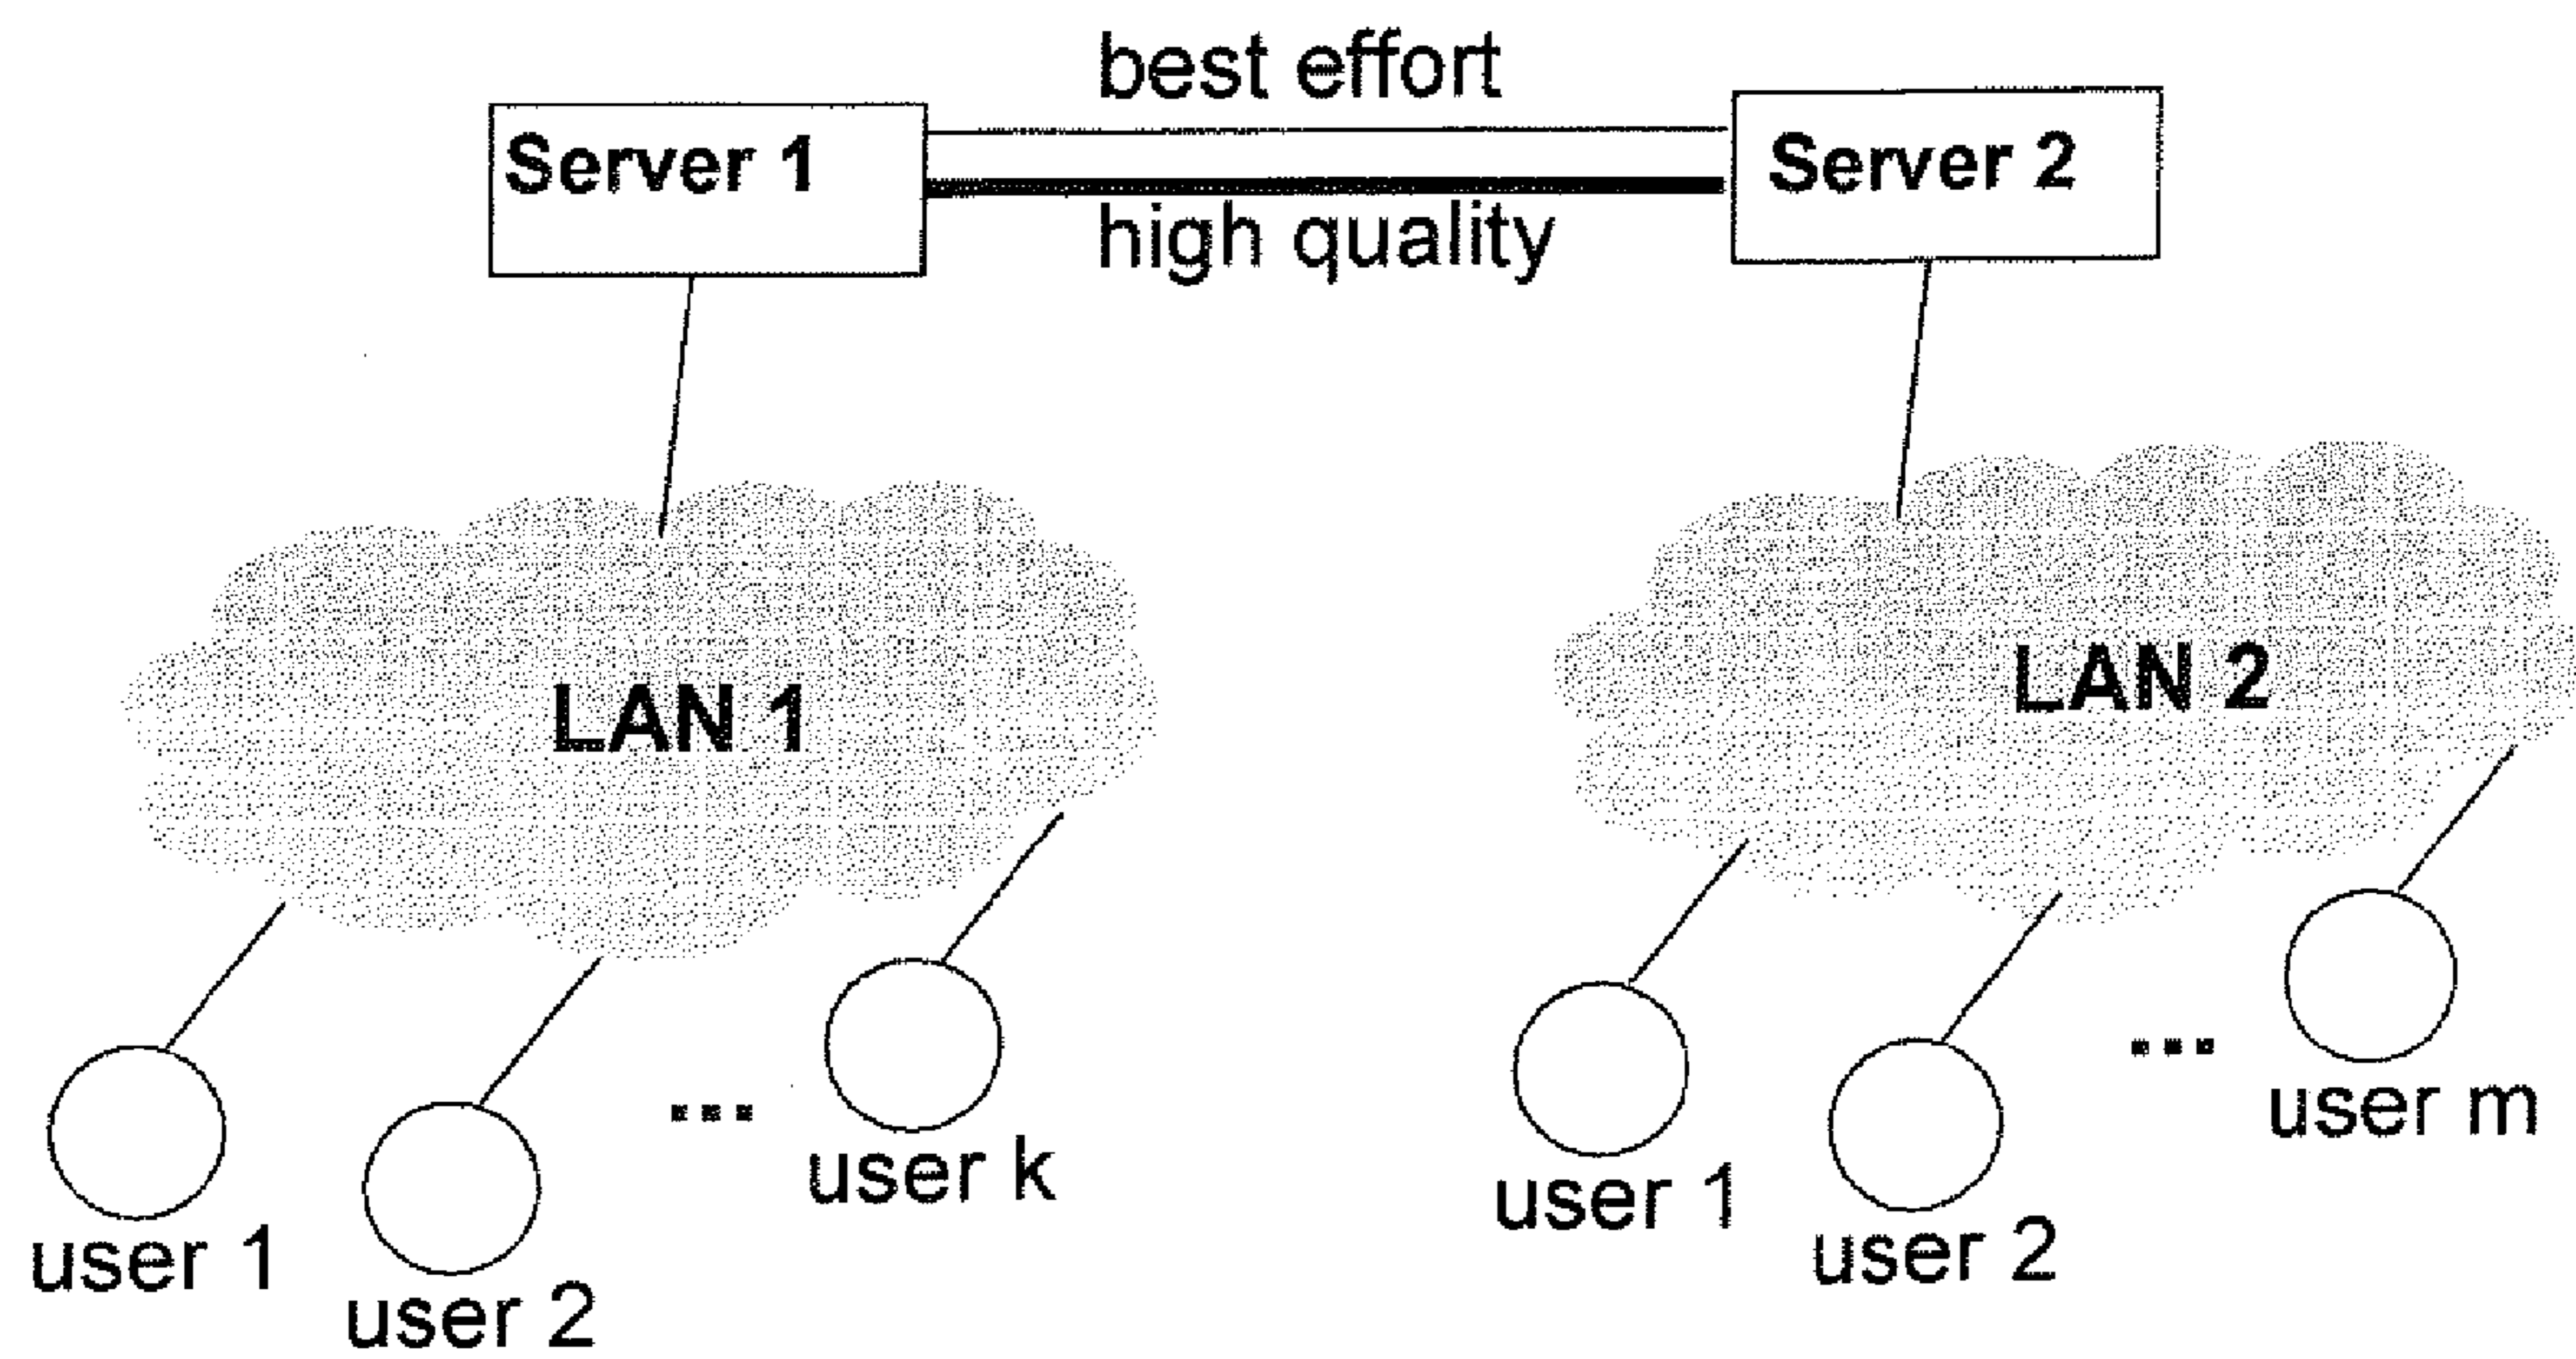 best effort
Server 1
Server 2
high quality
LAN 1
LAN 2
...
user k
user 1
user 2
...
user m
user 1
user 2